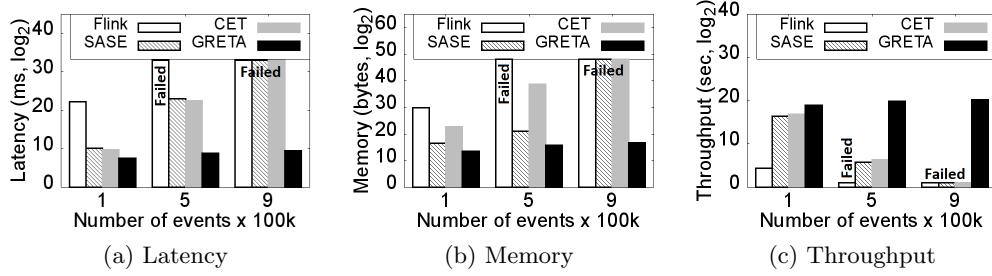 Latency (ms, log2)
40
30
20
10
0
Flink
CET
SASE
GRETA
Failed
Failed
1
5
9
Number of events x 100k
(a) Latency
Memory (bytes, log2)
60
50
40
30
20
10
0
Flink
CET
SASE
GRETA
Failed
Failed
1
5
9
Number of events x 100k
(b) Memory
Throughput (sec, log2)
40
30
20
10
0
Flink
CET
SASE
GRETA
Failed
Failed
1
5
9
Number of events x 100k
(c) Throughput